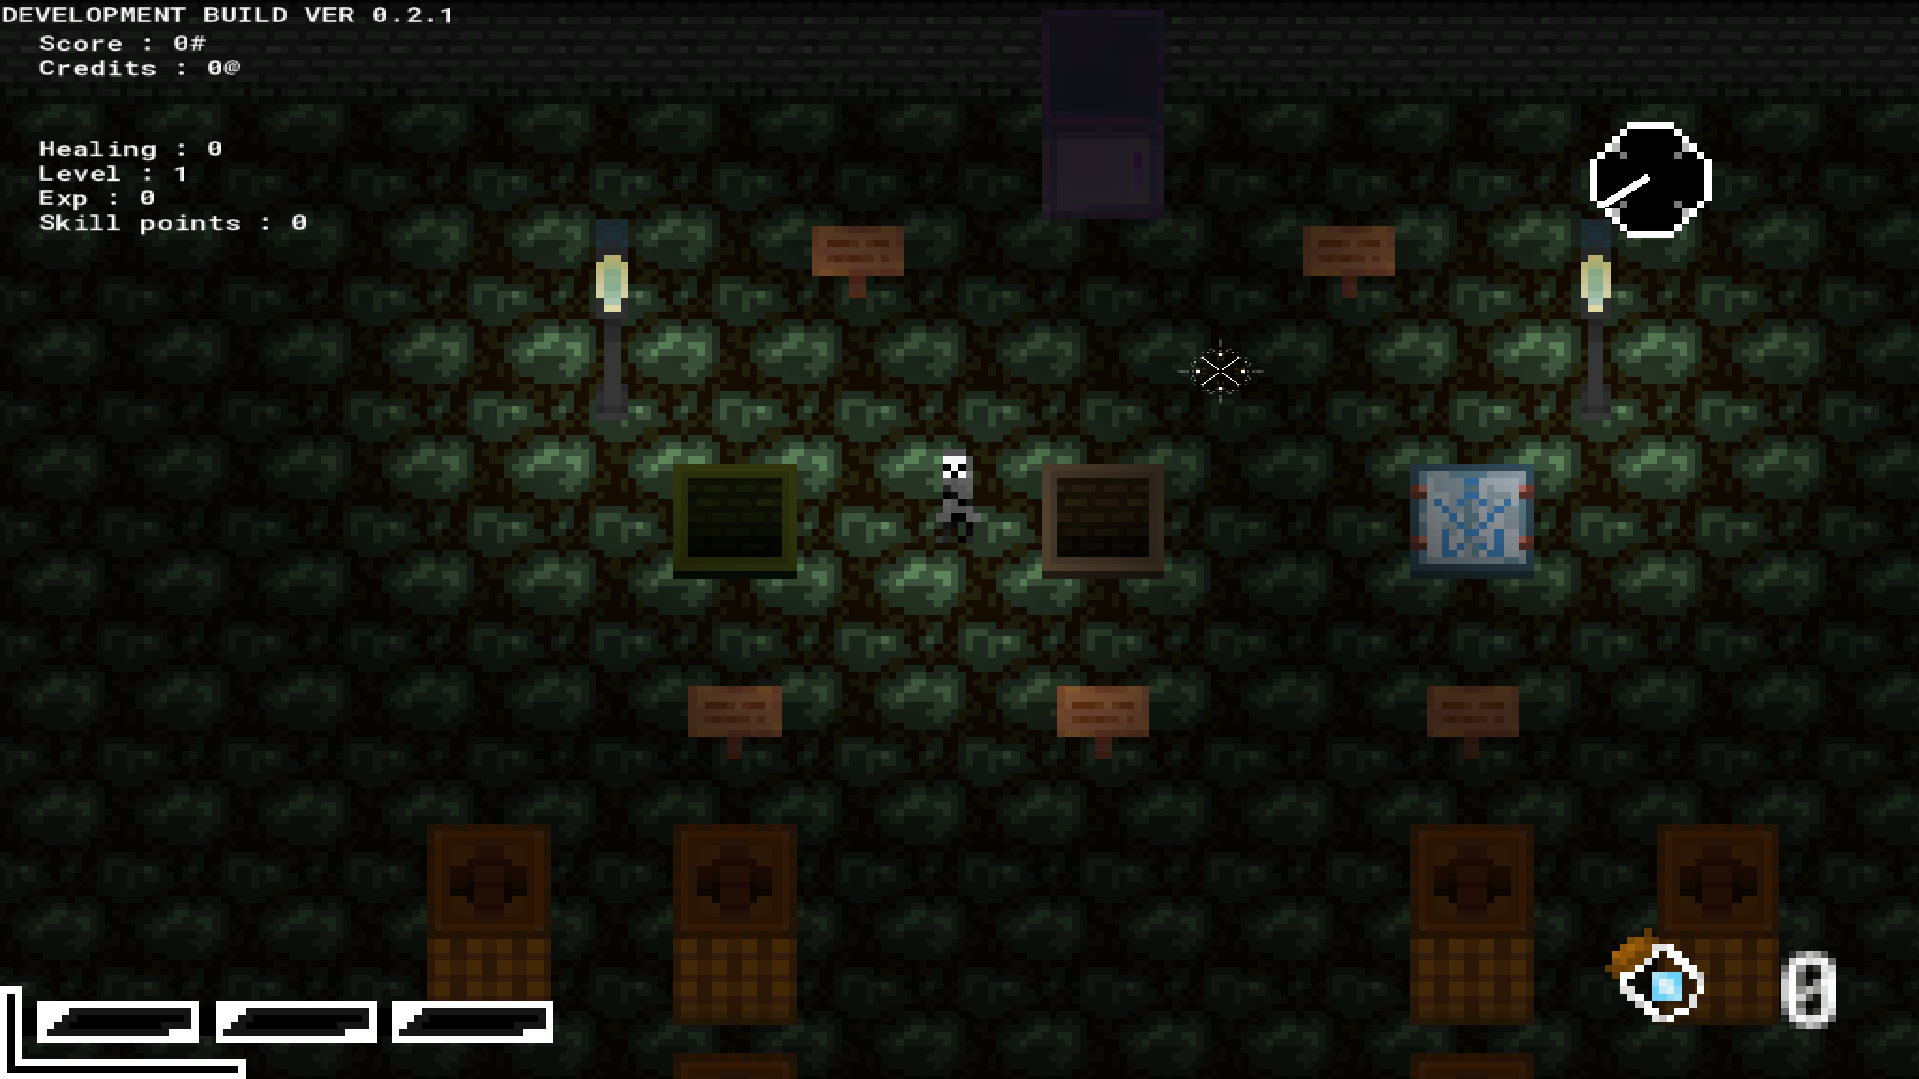 DEVELOPMENT BUILD VER 0.2.1
Score : 0#
Credits : 0@
Healing : 0
Level : 1
Exp : 0
Skill points : 0
0